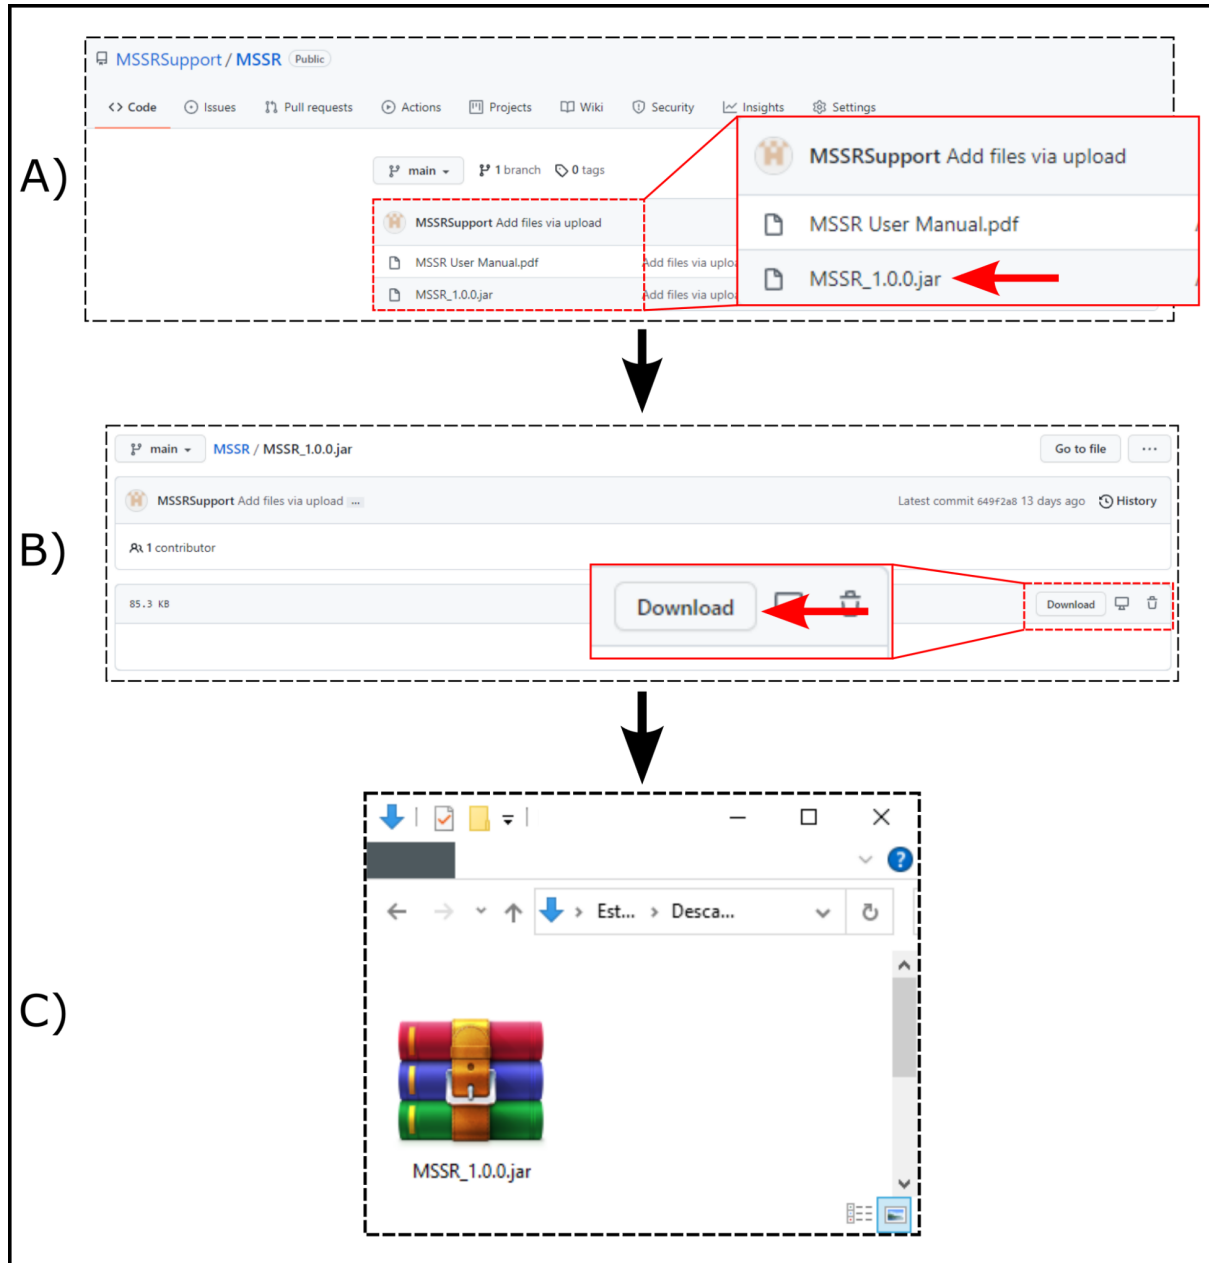 A)
MSSRSupport / MSSR Public
<> Code Issues Pull requests Actions Projects Wiki Security Insights Settings
main 1 branch 0 tags
MSSRSupport Add files via upload
MSSR User Manual.pdf Add files via uploa
MSSR_1.0.0.jar Add files via uploa
MSSRSupport Add files via upload
MSSR User Manual.pdf
MSSR_1.0.0.jar
B)
main MSSR / MSSR_1.0.0.jar Go to file ...
MSSRSupport Add files via upload ... Latest commit 649f2a8 13 days ago History
1 contributor
85.3 KB Download
Download
C)
Est... > Desca...
MSSR_1.0.0.jar